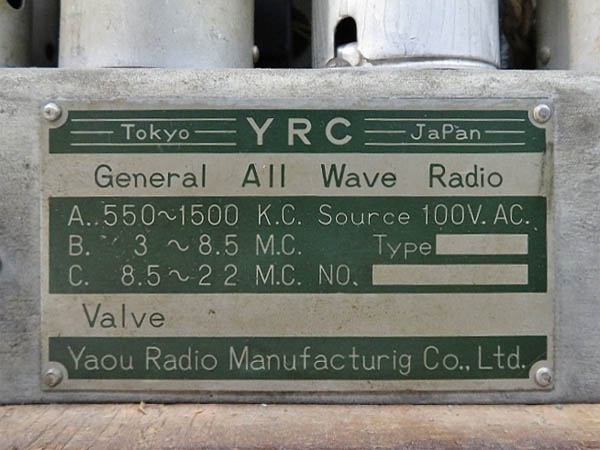 Tokyo YRC JaPan
General All Wave Radio
A. 550~1500 K.C. Source 100V. AC.
B. 3 ~ 8.5 M.C. Type
C. 8.5~22 M.C. NO.
Valve
Yaou Radio Manufacturig Co., Ltd.